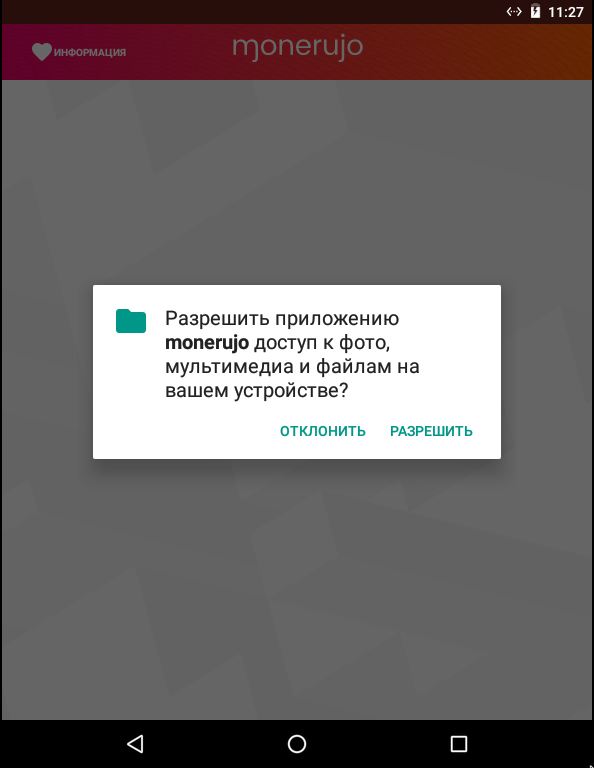 11:27
ИНФОРМАЦИЯ
monerujo
Разрешить приложению
monerujo доступ к фото,
мультимедиа и файлам на
вашем устройстве?
ОТКЛОНИТЬ РАЗРЕШИТЬ